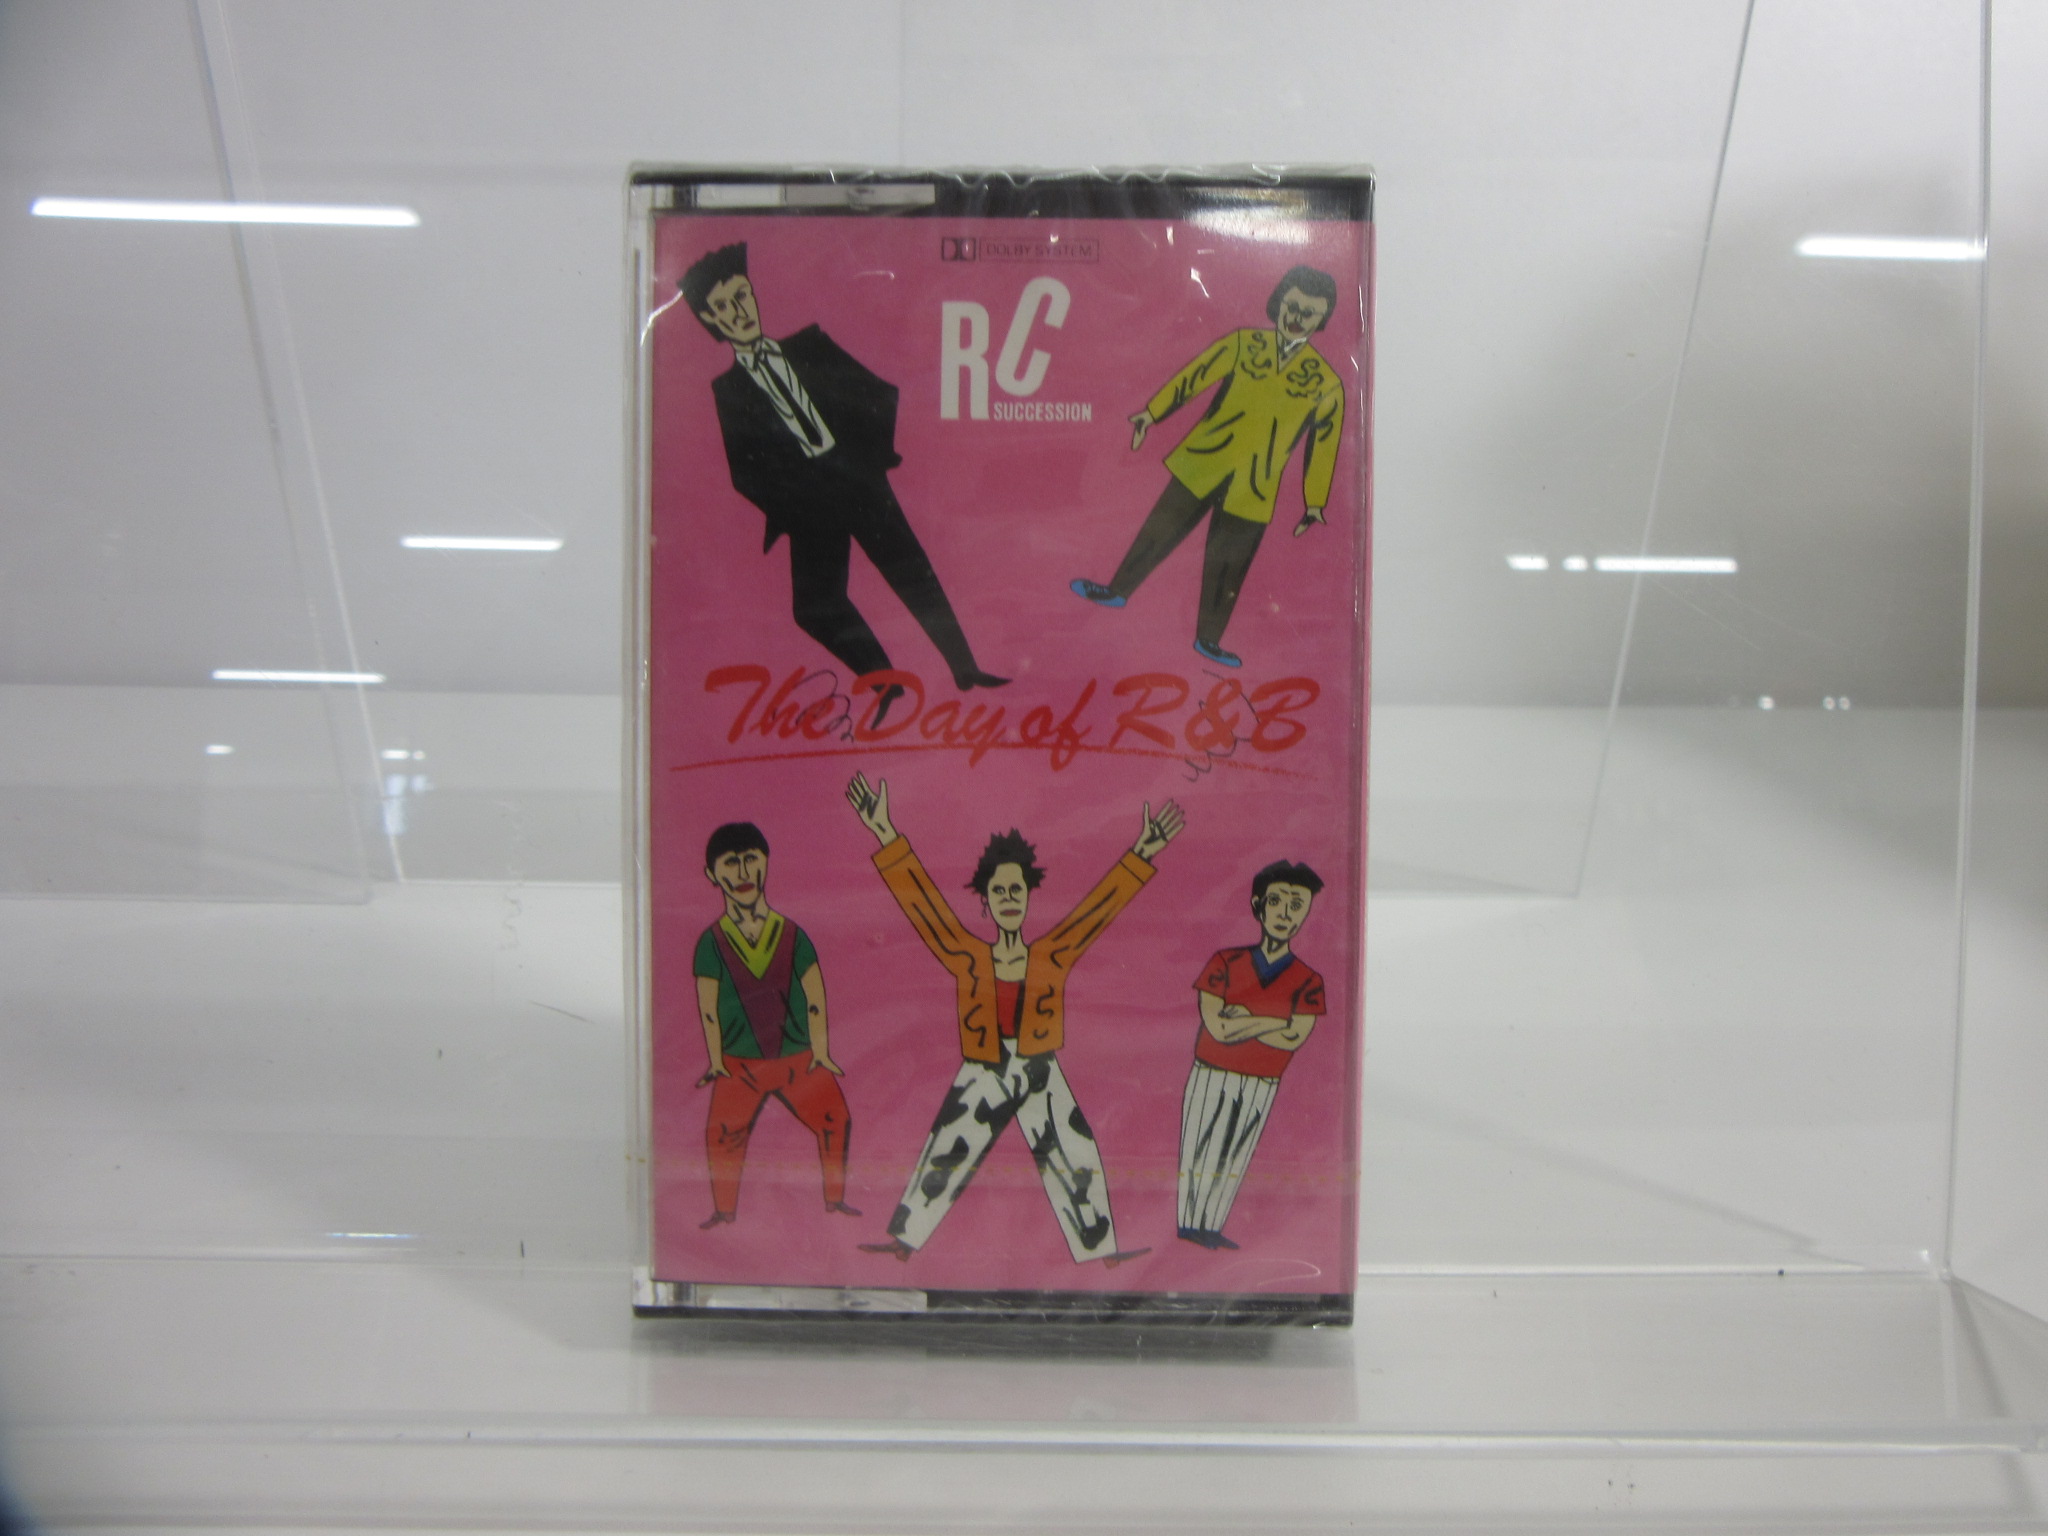 DOLBY SYSTEM
RC
SUCCESSION
The Day of R&B